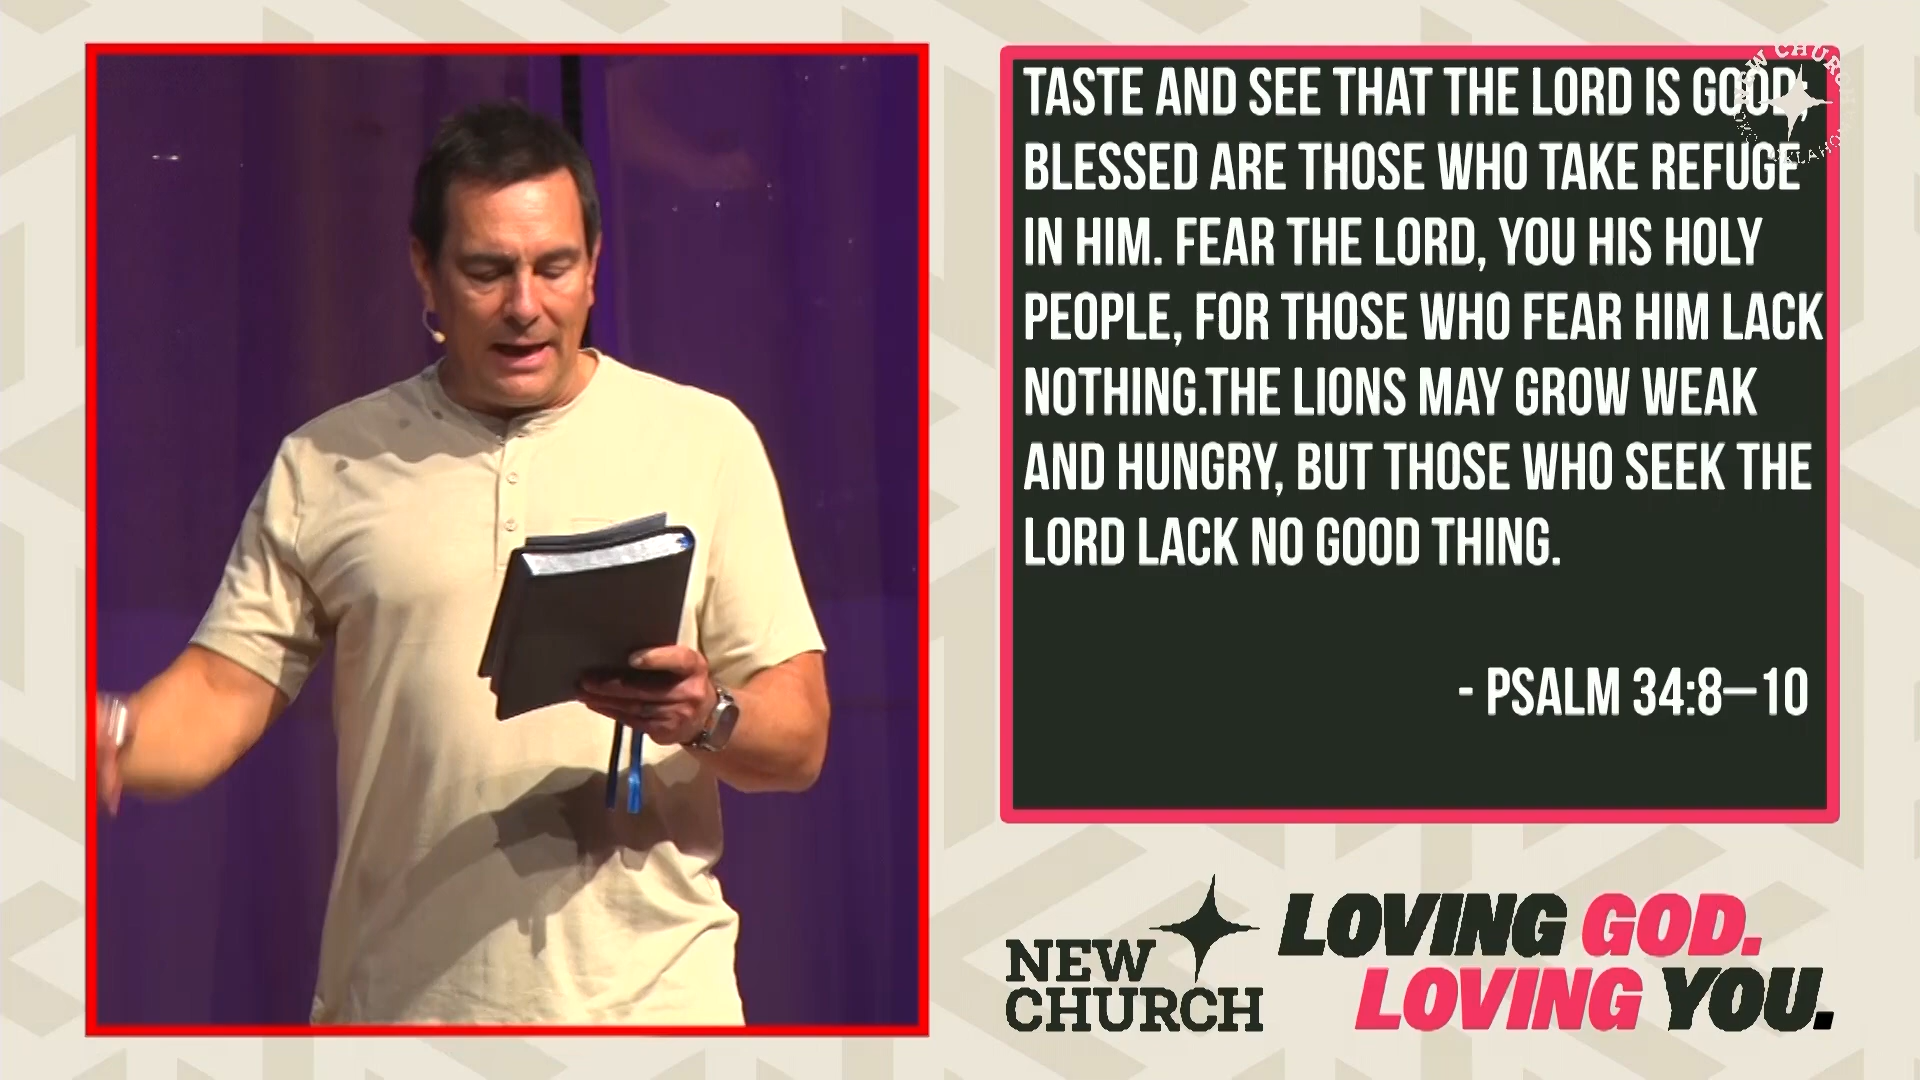 TASTE AND SEE THAT THE LORD IS GOOD;
BLESSED ARE THOSE WHO TAKE REFUGE
IN HIM. FEAR THE LORD, YOU HIS HOLY
PEOPLE, FOR THOSE WHO FEAR HIM LACK
NOTHING.THE LIONS MAY GROW WEAK
AND HUNGRY, BUT THOSE WHO SEEK THE
LORD LACK NO GOOD THING.
- PSALM 34:8–10
NEW CHURCH
NEW
CHURCH
LOVING GOD.
LOVING YOU.